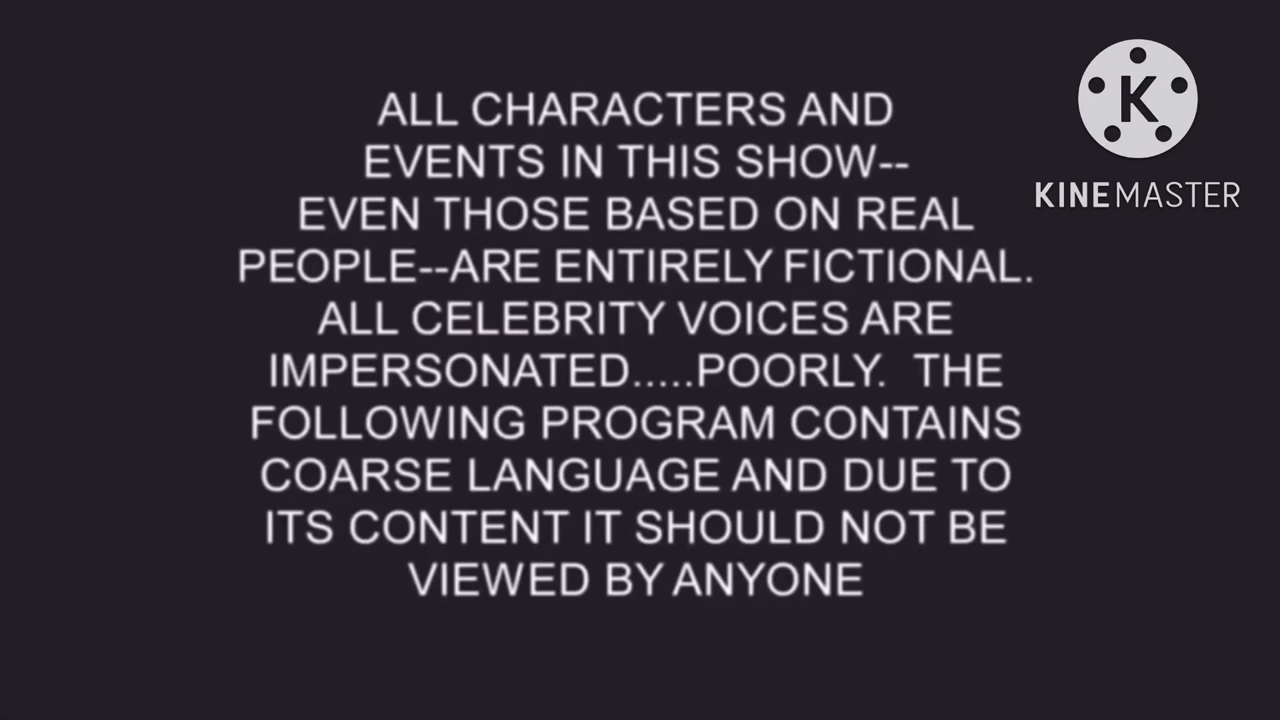 ALL CHARACTERS AND
EVENTS IN THIS SHOW--
EVEN THOSE BASED ON REAL
PEOPLE--ARE ENTIRELY FICTIONAL.
ALL CELEBRITY VOICES ARE
IMPERSONATED.....POORLY.  THE
FOLLOWING PROGRAM CONTAINS
COARSE LANGUAGE AND DUE TO
ITS CONTENT IT SHOULD NOT BE
VIEWED BY ANYONE
K
KINEMASTER